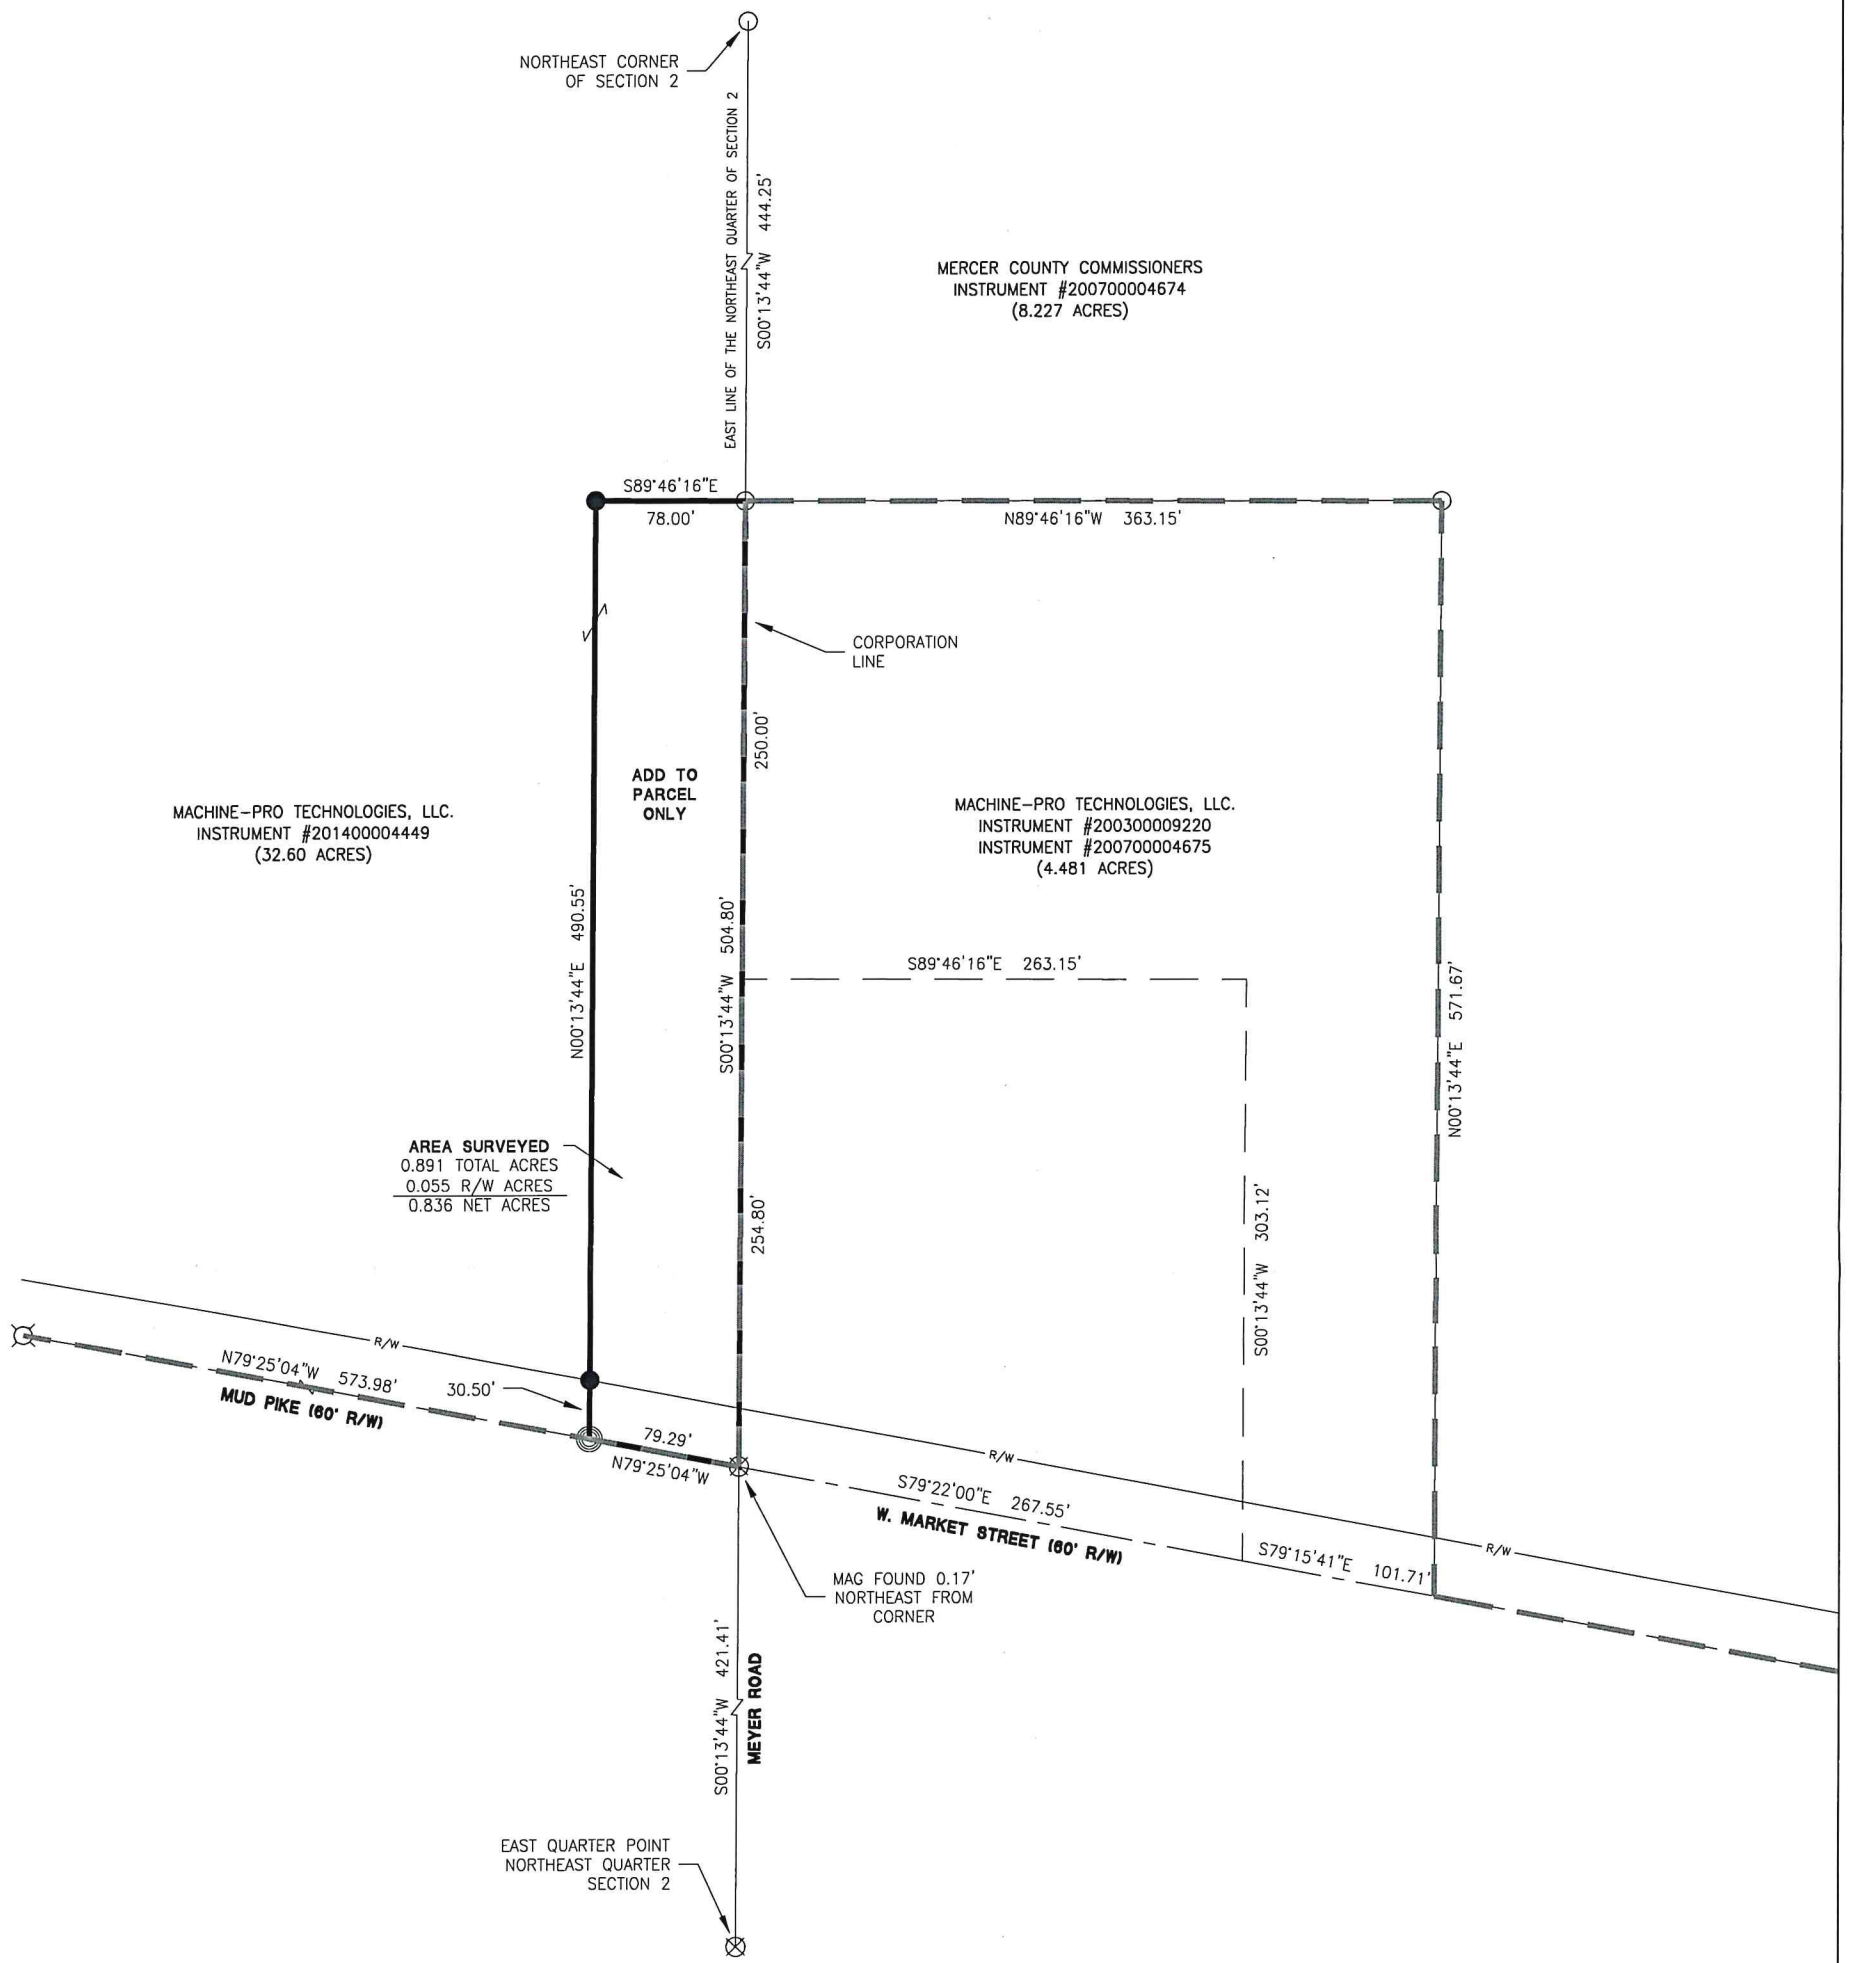 NORTHEAST CORNER
OF SECTION 2
EAST LINE OF THE NORTHEAST QUARTER OF SECTION 2
S00°13'44"W 444.25'
MERCER COUNTY COMMISSIONERS
INSTRUMENT #200700004674
(8.227 ACRES)
S89°46'16"E
78.00'
N89°46'16"W 363.15'
CORPORATION
LINE
250.00'
ADD TO
PARCEL
ONLY
MACHINE-PRO TECHNOLOGIES, LLC.
INSTRUMENT #201400004449
(32.60 ACRES)
MACHINE-PRO TECHNOLOGIES, LLC.
INSTRUMENT #200300009220
INSTRUMENT #200700004675
(4.481 ACRES)
N00°13'44"E 490.55'
S00°13'44"W 504.80'
S89°46'16"E 263.15'
N00°13'44"E 571.67'
AREA SURVEYED
0.891 TOTAL ACRES
0.055 R/W ACRES
0.836 NET ACRES
254.80'
S00°13'44"W 303.12'
R/W
N79°25'04"W 573.98'
MUD PIKE (60' R/W)
30.50'
79.29'
N79°25'04"W
R/W
S79°22'00"E 267.55'
W. MARKET STREET (60' R/W)
S79°15'41"E 101.71'
R/W
MAG FOUND 0.17'
NORTHEAST FROM
CORNER
S00°13'44"W 421.41'
MEYER ROAD
EAST QUARTER POINT
NORTHEAST QUARTER
SECTION 2